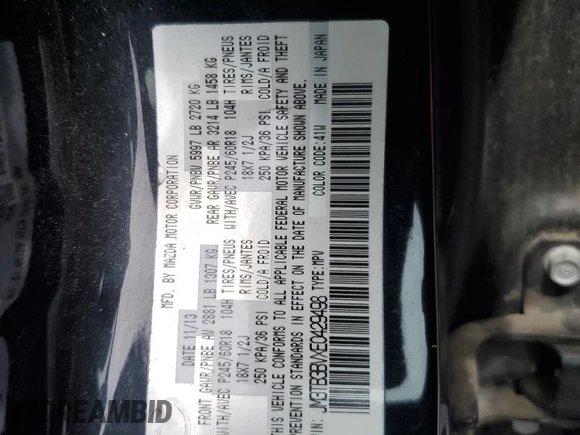 MFD. BY MAZDA MOTOR CORPORATION
DATE 11/13 GVWR/PNBV 5997 LB 2720 KG
FRONT GAWR/PNBE AV 2881 LB 1307 KG REAR GAWR/PNBE AR 3214 LB 1458 KG
WITH/AVEC P245/60R18 104H TIRES/PNEUS WITH/AVEC P245/60R18 104H TIRES/PNEUS
18X7 1/2J RIMS/JANTES 18X7 1/2J RIMS/JANTES
250 KPA/36 PSI COLD/A FROID 250 KPA/36 PSI COLD/A FROID
VEHICLE CONFORMS TO ALL APPLICABLE FEDERAL MOTOR VEHICLE SAFETY AND THEFT
PREVENTION STANDARDS IN EFFECT ON THE DATE OF MANUFACTURE SHOWN ABOVE.
JM3TB3BVXE0429498 TYPE:MPV COLOR CODE:41W MADE IN JAPAN
DREAMBID